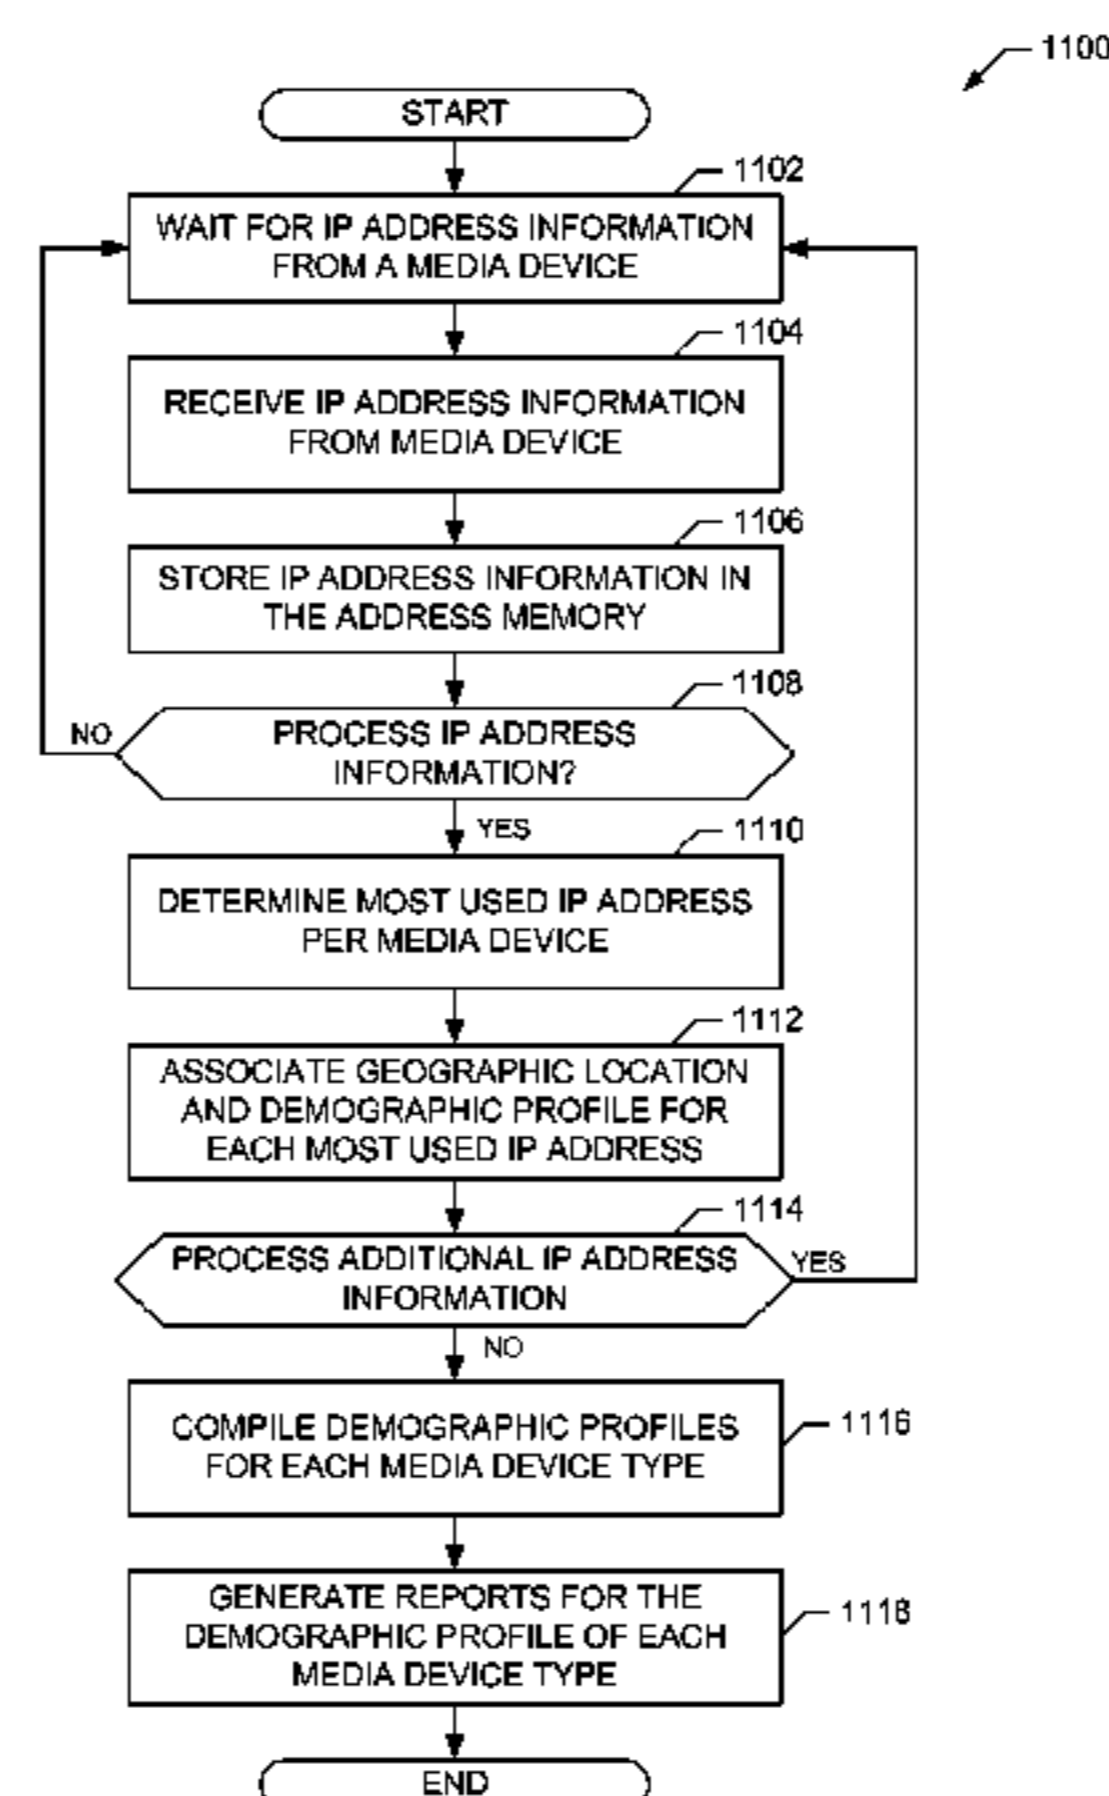 1100
START
1102
WAIT FOR IP ADDRESS INFORMATION
FROM A MEDIA DEVICE
1104
RECEIVE IP ADDRESS INFORMATION
FROM MEDIA DEVICE
1106
STORE IP ADDRESS INFORMATION IN
THE ADDRESS MEMORY
1108
NO
PROCESS IP ADDRESS
INFORMATION?
YES
1110
DETERMINE MOST USED IP ADDRESS
PER MEDIA DEVICE
1112
ASSOCIATE GEOGRAPHIC LOCATION
AND DEMOGRAPHIC PROFILE FOR
EACH MOST USED IP ADDRESS
1114
PROCESS ADDITIONAL IP ADDRESS
INFORMATION
YES
NO
1116
COMPILE DEMOGRAPHIC PROFILES
FOR EACH MEDIA DEVICE TYPE
GENERATE REPORTS FOR THE
1118
DEMOGRAPHIC PROFILE OF EACH
MEDIA DEVICE TYPE
END